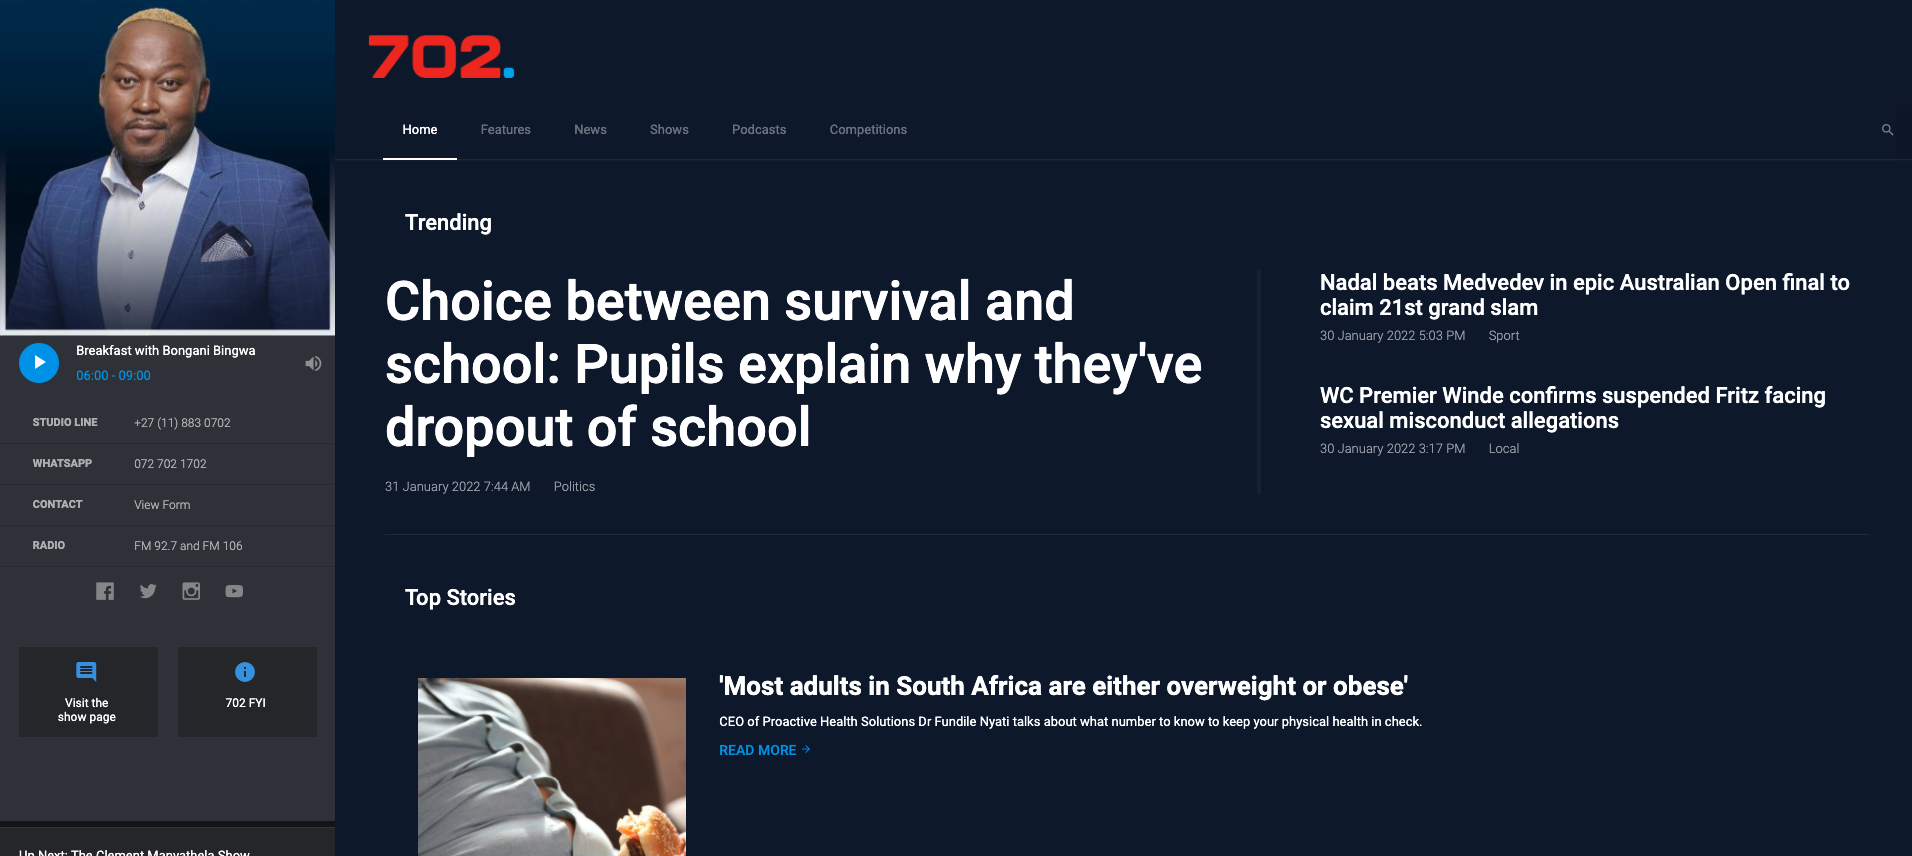 702.
Home Features News Shows Podcasts Competitions
Breakfast with Bongani Bingwa
06:00 - 09:00
STUDIO LINE +27 (11) 883 0702
WHATSAPP 072 702 1702
CONTACT View Form
RADIO FM 92.7 and FM 106
Visit the
show page
702 FYI
Up Next: The Clement Manyathela Show
Trending
Choice between survival and
school: Pupils explain why they've
dropout of school
31 January 2022 7:44 AM Politics
Nadal beats Medvedev in epic Australian Open final to
claim 21st grand slam
30 January 2022 5:03 PM Sport
WC Premier Winde confirms suspended Fritz facing
sexual misconduct allegations
30 January 2022 3:17 PM Local
Top Stories
'Most adults in South Africa are either overweight or obese'
CEO of Proactive Health Solutions Dr Fundile Nyati talks about what number to know to keep your physical health in check.
READ MORE